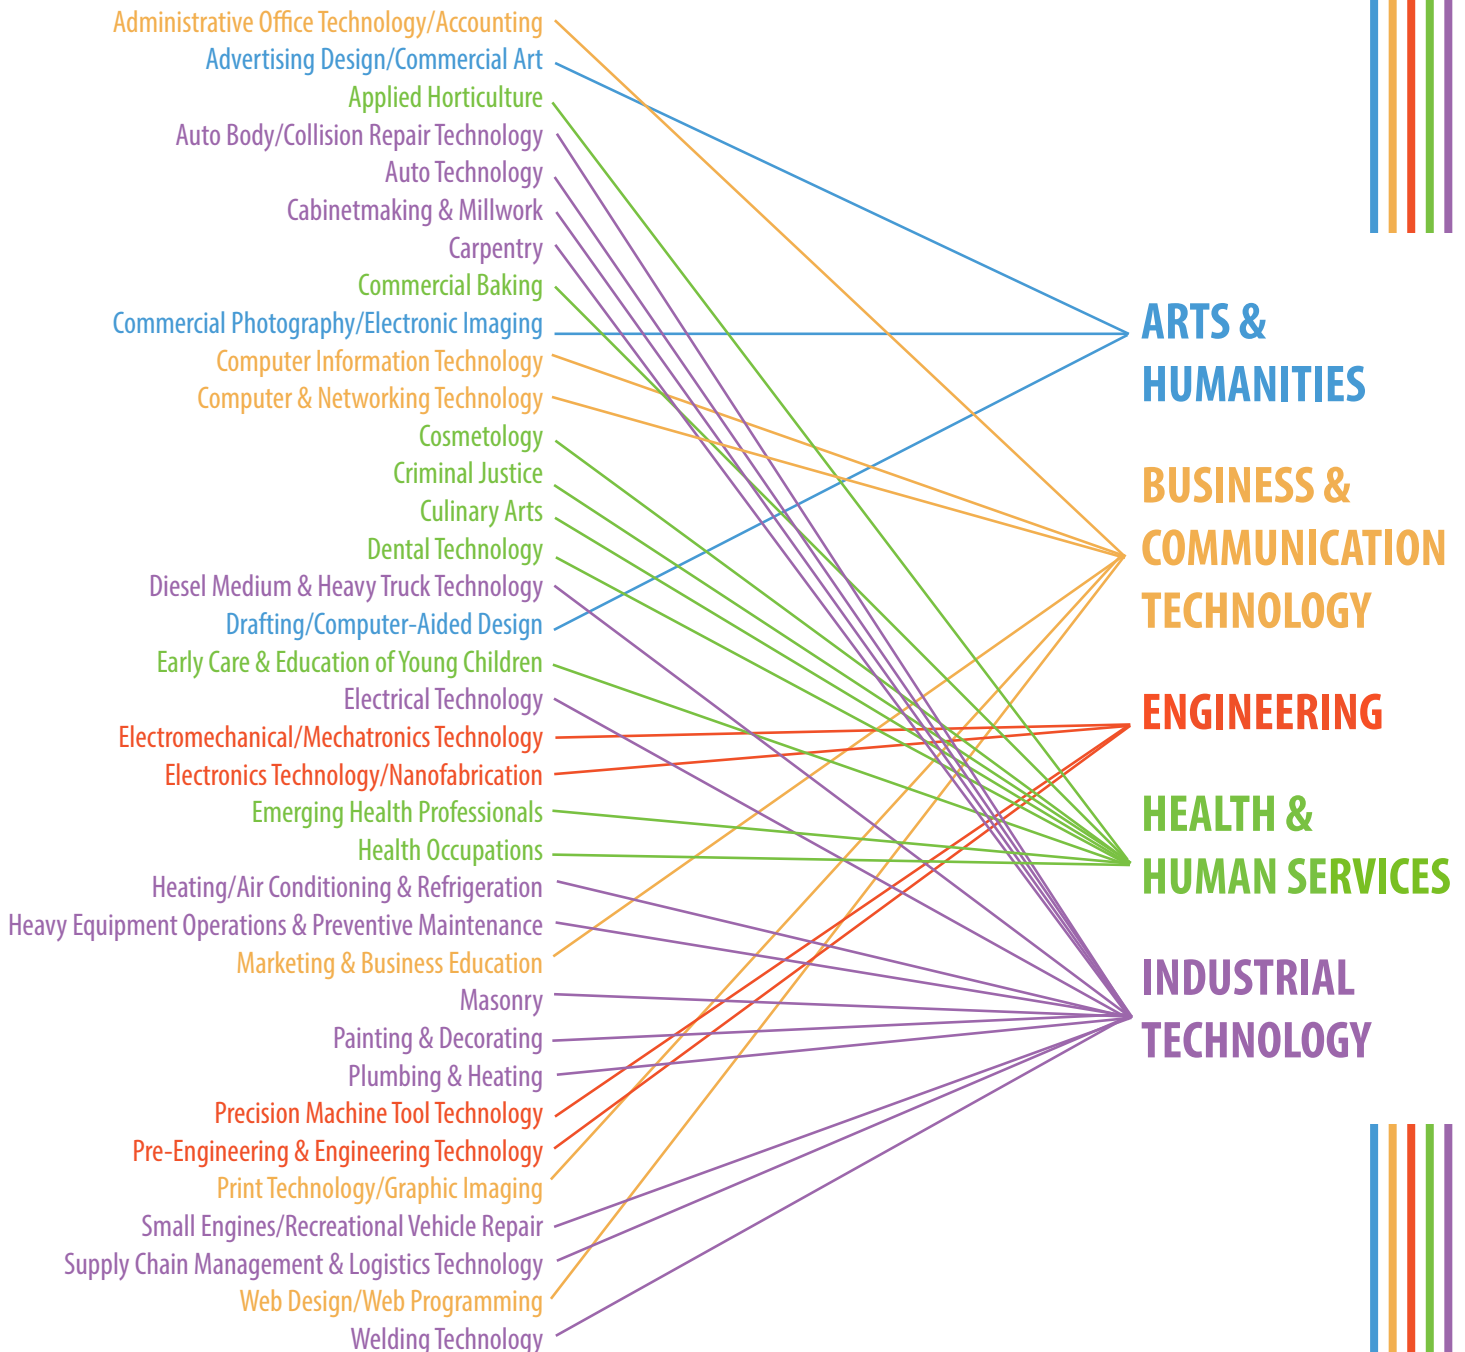 Administrative Office Technology/Accounting
Advertising Design/Commercial Art
Applied Horticulture
Auto Body/Collision Repair Technology
Auto Technology
Cabinetmaking & Millwork
Carpentry
Commercial Baking
Commercial Photography/Electronic Imaging
Computer Information Technology
Computer & Networking Technology
Cosmetology
Criminal Justice
Culinary Arts
Dental Technology
Diesel Medium & Heavy Truck Technology
Drafting/Computer-Aided Design
Early Care & Education of Young Children
Electrical Technology
Electromechanical/Mechatronics Technology
Electronics Technology/Nanofabrication
Emerging Health Professionals
Health Occupations
Heating/Air Conditioning & Refrigeration
Heavy Equipment Operations & Preventive Maintenance
Marketing & Business Education
Masonry
Painting & Decorating
Plumbing & Heating
Precision Machine Tool Technology
Pre-Engineering & Engineering Technology
Print Technology/Graphic Imaging
Small Engines/Recreational Vehicle Repair
Supply Chain Management & Logistics Technology
Web Design/Web Programming
Welding Technology
ARTS &
HUMANITIES
BUSINESS &
COMMUNICATION
TECHNOLOGY
ENGINEERING
HEALTH &
HUMAN SERVICES
INDUSTRIAL
TECHNOLOGY